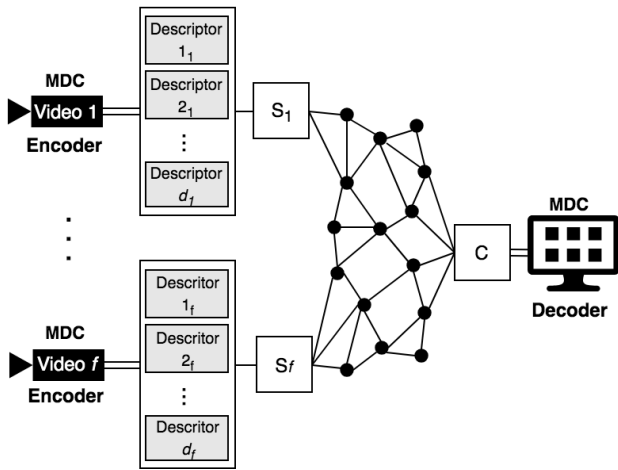 Descriptor
1₁
MDC
Video 1
Encoder
Descriptor
2₁
⋮
Descriptor
d₁
S₁
⋮
MDC
Video f
Encoder
Descritor
1f
Descritor
2f
⋮
Descritor
df
Sf
C
MDC
Decoder